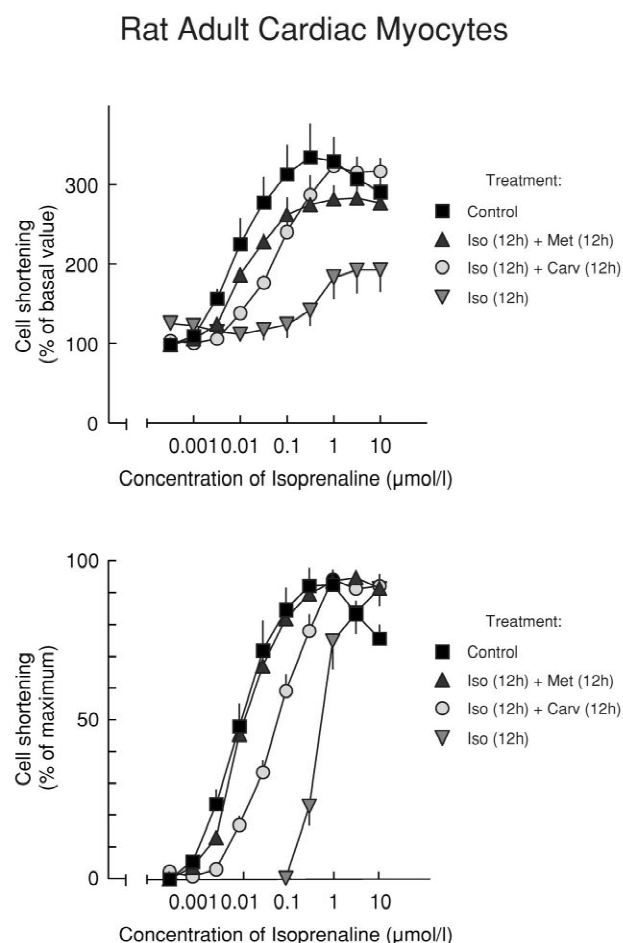 Rat Adult Cardiac Myocytes
Cell shortening
(% of basal value)
300
200
100
0
0.001 0.01 0.1 1 10
Concentration of Isoprenaline (µmol/l)
Treatment:
Control
Iso (12h) + Met (12h)
Iso (12h) + Carv (12h)
Iso (12h)
Cell shortening
(% of maximum)
100
50
0
0.001 0.01 0.1 1 10
Concentration of Isoprenaline (µmol/l)
Treatment:
Control
Iso (12h) + Met (12h)
Iso (12h) + Carv (12h)
Iso (12h)